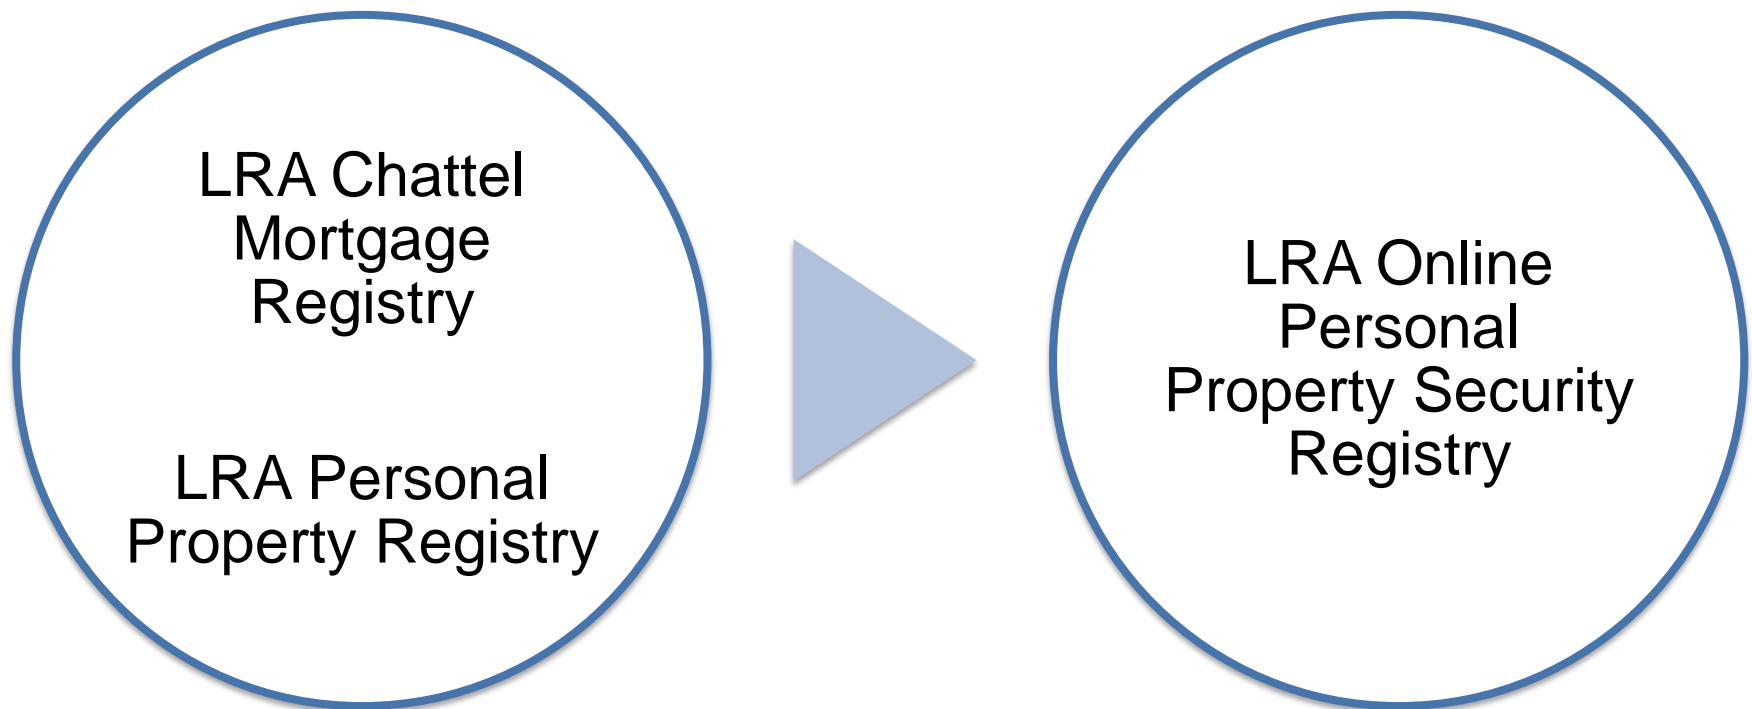 LRA Chattel
Mortgage
Registry
LRA Personal
Property Registry
LRA Online
Personal
Property Security
Registry